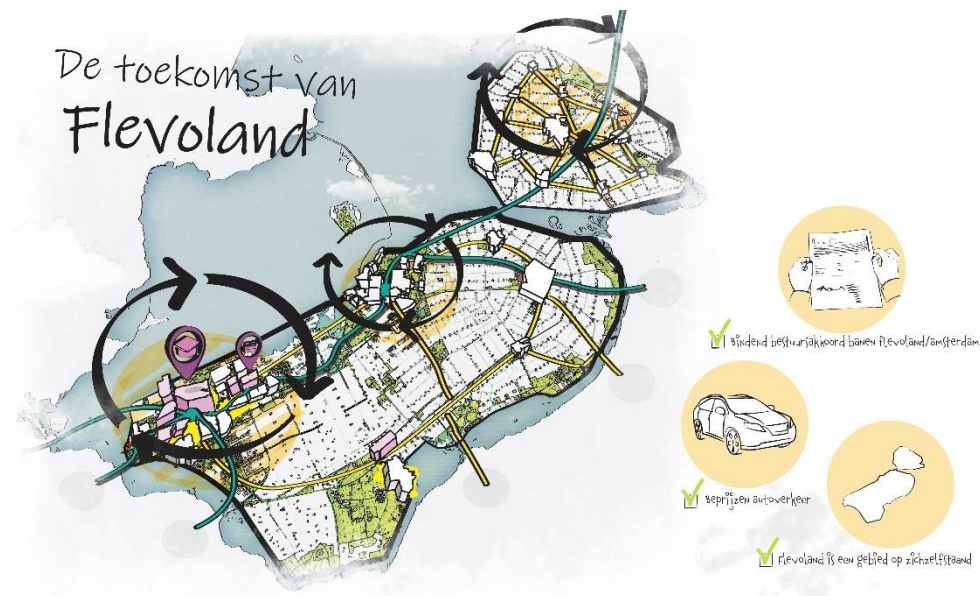 De toekomst van
Flevoland
Bindend bestuursakkoord banen flevoland/amsterdam
Beprijzen autoverkeer
Flevoland is een gebied op zichzelfstaand